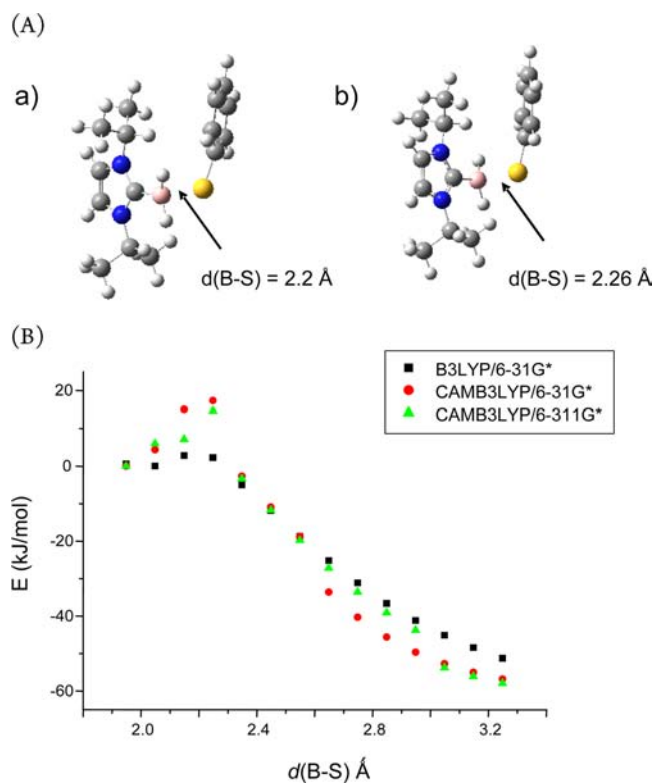 (A)
a)
b)
d(B-S) = 2.2 Å
d(B-S) = 2.26 Å
(B)
B3LYP/6-31G*
CAMB3LYP/6-31G*
CAMB3LYP/6-311G*
20
0
-20
-40
-60
E (kJ/mol)
2.0 2.4 2.8 3.2
d(B-S) Å